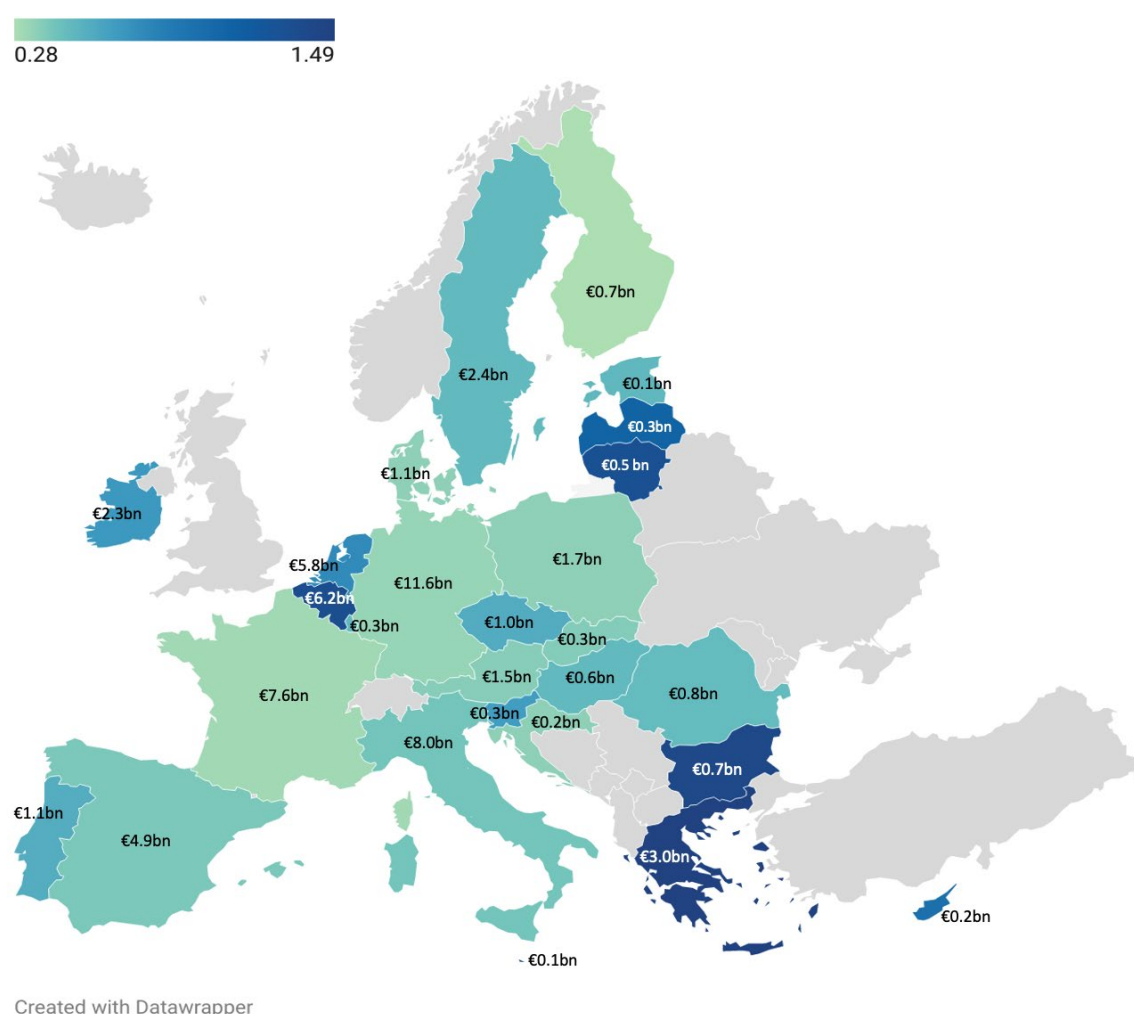 0.28 1.49
€0.7bn
€2.4bn
€0.1bn
€0.3bn
€0.5 bn
€1.1bn
€2.3bn
€1.7bn
€5.8bn
€11.6bn
€6.2bn
€0.3bn
€1.0bn
€0.3bn
€1.5bn
€0.6bn
€7.6bn
€0.8bn
€0.3bn
€0.2bn
€8.0bn
€0.7bn
€1.1bn
€4.9bn
€3.0bn
€0.2bn
€0.1bn
Created with Datawrapper